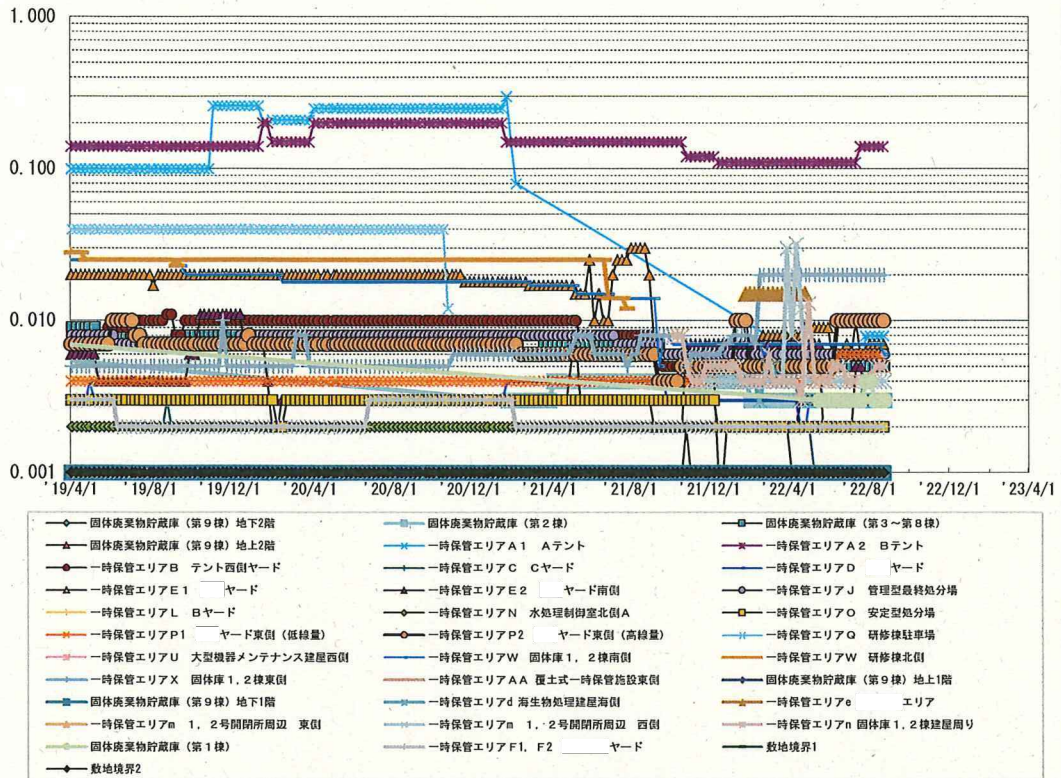 1.000
0.100
0.010
0.001
'19/4/1 '19/8/1 '19/12/1 '20/4/1 '20/8/1 '20/12/1 '21/4/1 '21/8/1 '21/12/1 '22/4/1 '22/8/1 '22/12/1 '23/4/1
固体廃棄物貯蔵庫(第9棟)地下2階 固体廃棄物貯蔵庫(第2棟) 固体廃棄物貯蔵庫(第3～第8棟)
固体廃棄物貯蔵庫(第9棟)地上2階 一時保管エリアA1 Aテント 一時保管エリアA2 Bテント
一時保管エリアB テント西側ヤード 一時保管エリアC Cヤード 一時保管エリアD ヤード
一時保管エリアE1 ヤード 一時保管エリアE2 ヤード南側 一時保管エリアJ 管理型最終処分場
一時保管エリアL Bヤード 一時保管エリアN 水処理制御室北側A 一時保管エリアO 安定型処分場
一時保管エリアP1 ヤード東側(低線量) 一時保管エリアP2 ヤード東側(高線量) 一時保管エリアQ 研修棟駐車場
一時保管エリアU 大型機器メンテナンス建屋西側 一時保管エリアW 固体庫1,2棟南側 一時保管エリアW 研修棟北側
一時保管エリアX 固体庫1,2棟東側 一時保管エリアAA 覆土式一時保管施設東側 固体廃棄物貯蔵庫(第9棟)地上1階
固体廃棄物貯蔵庫(第9棟)地下1階 一時保管エリアd 海生物処理建屋海側 一時保管エリアe エリア
一時保管エリアm 1,2号開閉所周辺 東側 一時保管エリアm 1,2号開閉所周辺 西側 一時保管エリアn 固体庫1,2棟建屋周り
固体廃棄物貯蔵庫(第1棟) 一時保管エリアF1,F2 ヤード 敷地境界1
敷地境界2